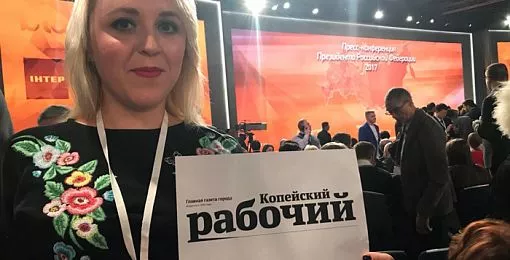 ІНТЕР
Пресс-конференция
Президента Российской Федерации
2017
Главная газета города
Копейский
рабочий